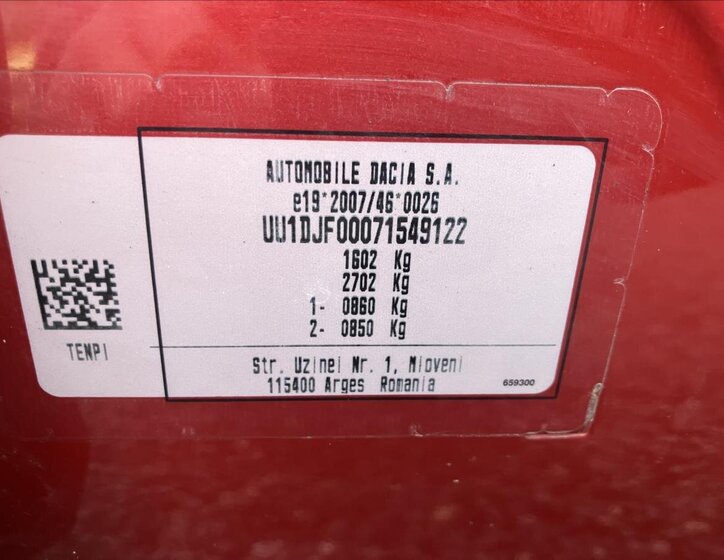 AUTOMOBILE DACIA S.A.
e19*2007/46*0026
UU1DJF00071549122
1602 Kg
2702 Kg
1- 0860 Kg
2- 0850 Kg
TENPI
Str. Uzinei Nr. 1, Mioveni
115400 Arges Romania
659300